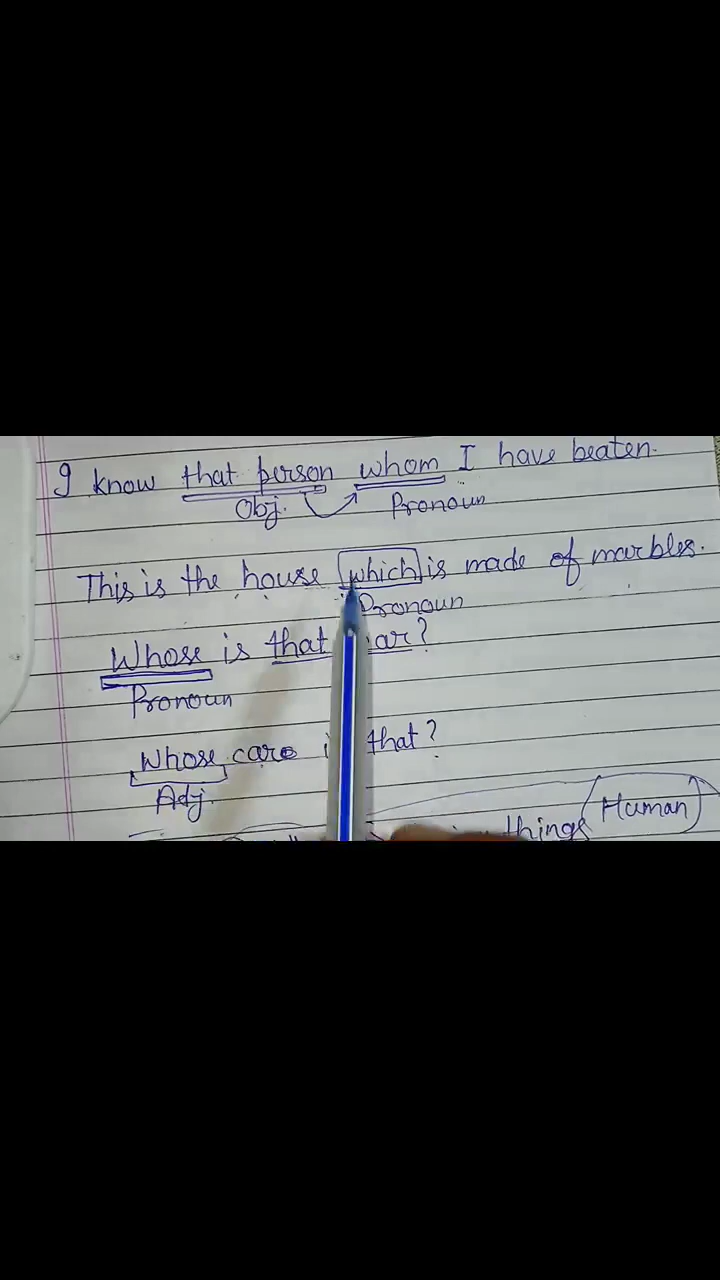 I know that person whom I have beaten.
Obj. Pronoun
This is the house which is made of marbles.
Pronoun
Whose is that ar?
Pronoun
Whose care i that?
Adj.
things Human